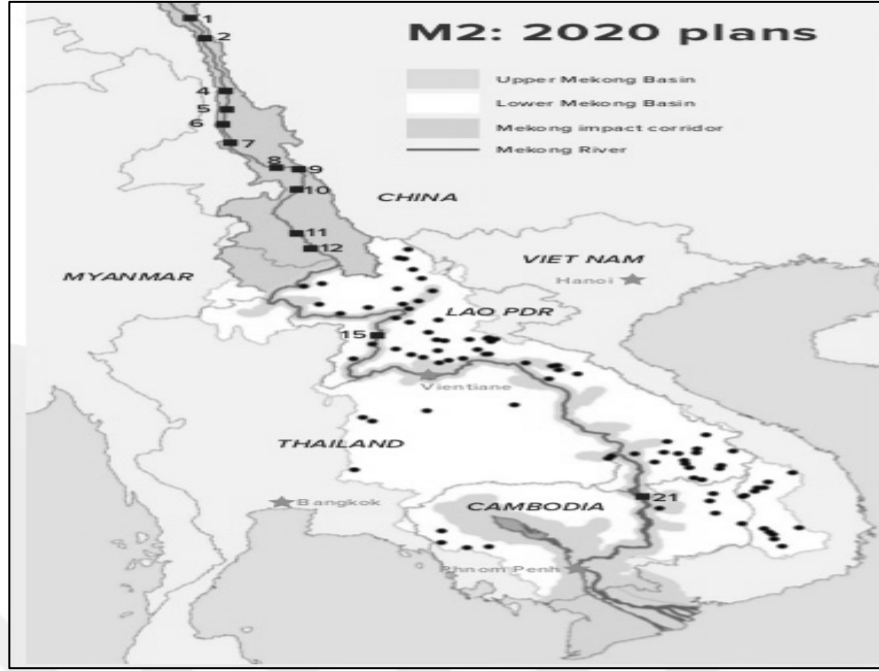 M2: 2020 plans
Upper Mekong Basin
Lower Mekong Basin
Mekong impact corridor
Mekong River
1
2
4
5
6
7
8
9
10
CHINA
11
12
MYANMAR
VIET NAM
Hanoi
LAO PDR
15
Vientiane
THAILAND
21
Bangkok
CAMBODIA
Phnom Penh